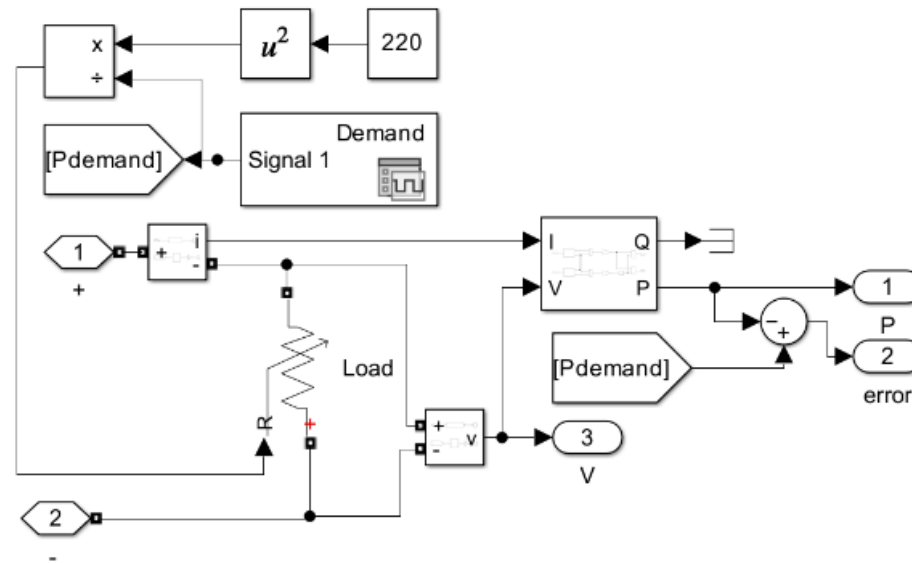 x
÷
u²
220
[Pdemand]
Signal 1
Demand
1
+
+
i
-
I
Q
V
P
1
P
-
+
2
error
[Pdemand]
Load
R
+
+
-
v
3
V
2
-